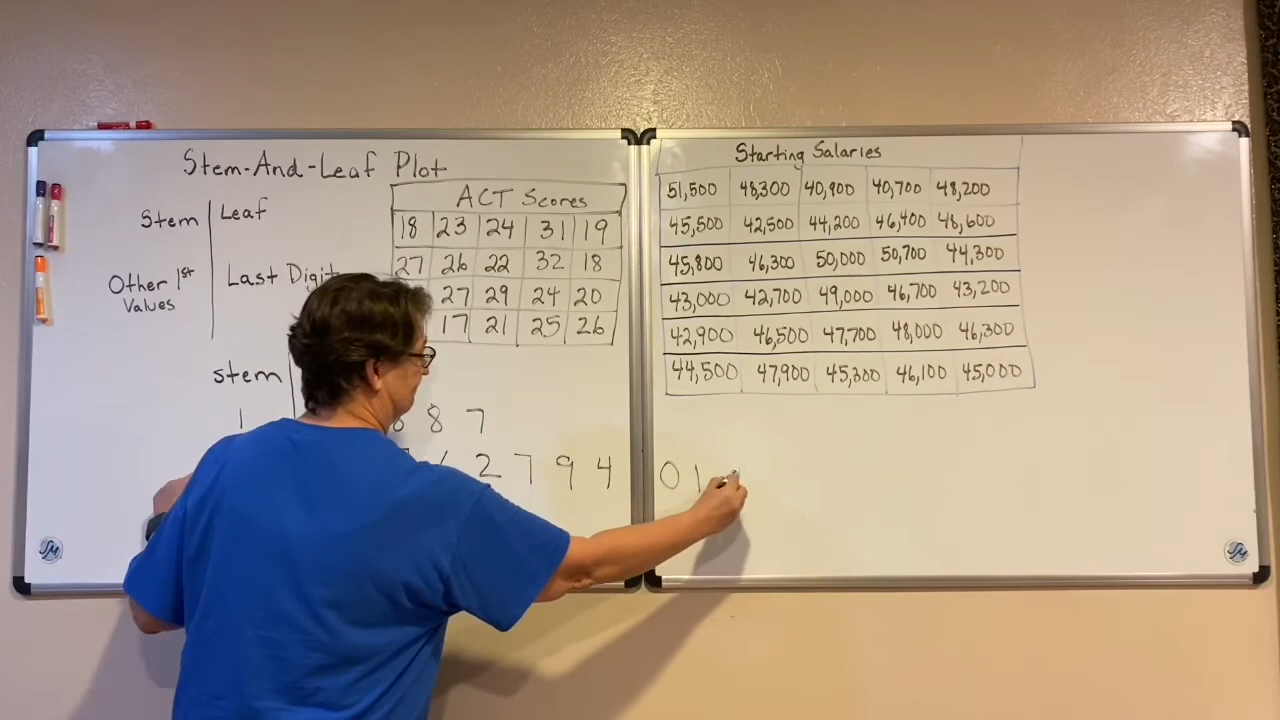 Stem-And-Leaf Plot
Stem Leaf
Other 1st Values Last Digit
ACT Scores
18 23 24 31 19
27 26 22 32 18
27 29 24 20
17 21 25 26
stem
1 8 8 7
2 7 9 4 0 1
Starting Salaries
51,500 48,300 40,900 40,700 48,200
45,500 42,500 44,200 46,400 48,600
45,800 46,300 50,000 50,700 44,300
43,000 42,700 49,000 46,700 43,200
42,900 46,500 47,700 48,000 46,300
44,500 47,900 45,300 46,100 45,000
SM
SM